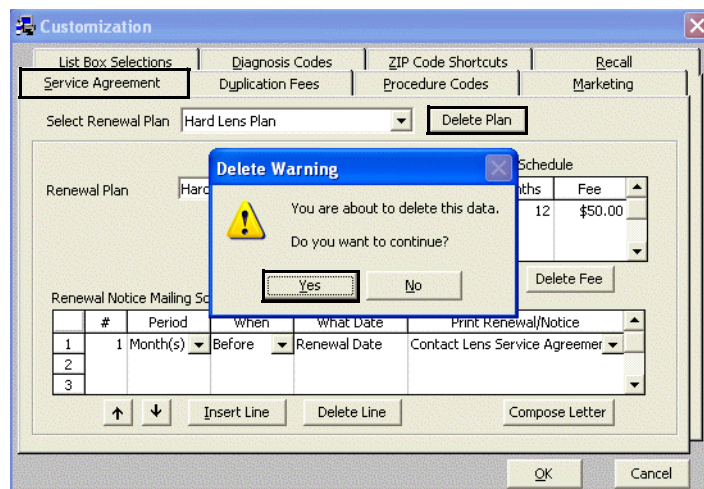 Customization
List Box Selections Diagnosis Codes ZIP Code Shortcuts Recall
Service Agreement Duplication Fees Procedure Codes Marketing
Select Renewal Plan Hard Lens Plan Delete Plan
Delete Warning Schedule
Renewal Plan Hard Fee
You are about to delete this data. 12 $50.00
Do you want to continue?
Yes No Delete Fee
Renewal Notice Mailing
# Period When What Date Print Renewal/Notice
1 1 Month(s) Before Renewal Date Contact Lens Service Agreemer
2
3
Insert Line Delete Line Compose Letter
OK Cancel